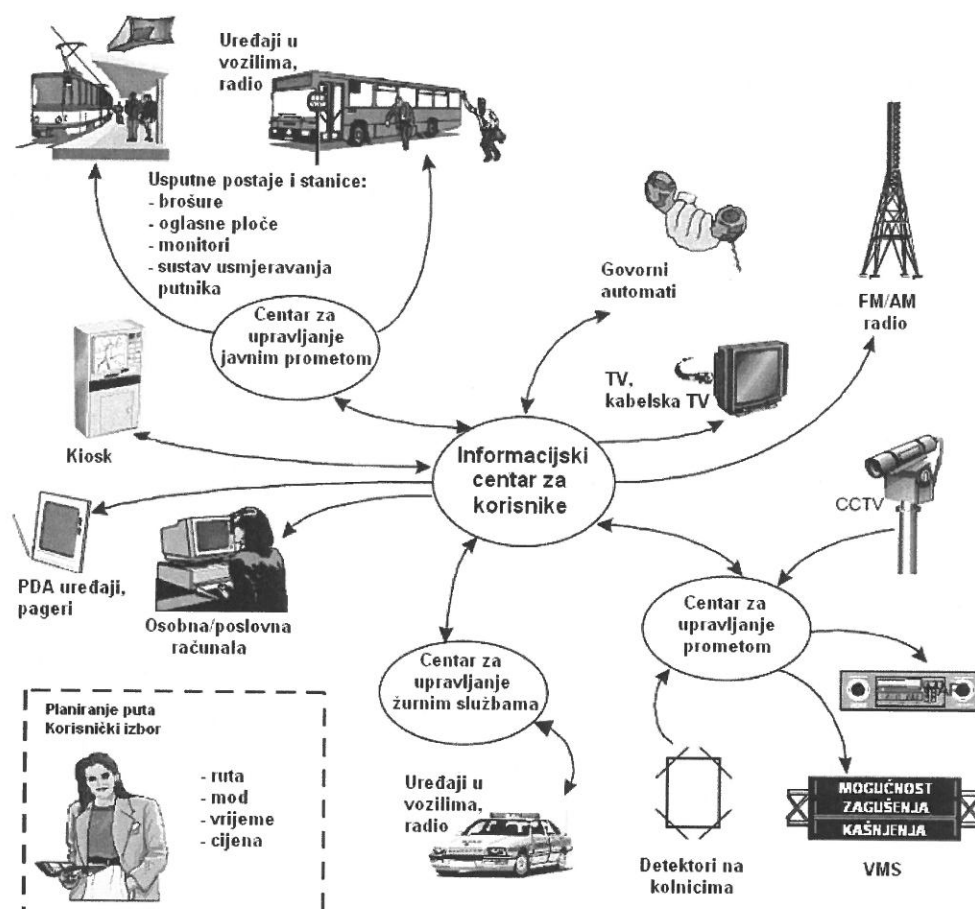 Uređaji u
vozilima,
radio
Usputne postaje i stanice:
- brošure
- oglasne ploče
- monitori
- sustav usmjeravanja
putnika
Centar za
upravljanje
javnim prometom
Govorni
automati
FM/AM
radio
TV,
kabelska TV
Kiosk
Informacijski
centar za
korisnike
CCTV
PDA uređaji,
pageri
Osobna/poslovna
računala
Centar za
upravljanje
prometom
Centar za
upravljanje
žurnim službama
Planiranje puta
Korisnički izbor
- ruta
- mod
- vrijeme
- cijena
Uređaji u
vozilima,
radio
Detektori na
kolnicima
MOGUĆNOST
ZAGUŠENJA
KAŠNJENJA
VMS